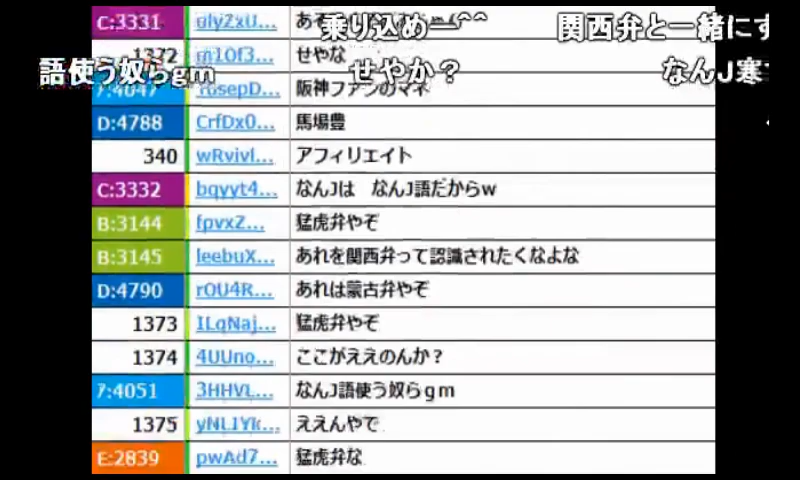 C:3331 olyZxU...
乗り込めー^^
関西弁と一緒にす
1372 m1Of3... せやな
語使う奴らgm
せやか？
なんJ寒
7:4047 r6sepD... 阪神ファンのマネ
D:4788 CrfDx0... 馬場豊
340 wRvivl... アフィリエイト
C:3332 bqyyt4... なんJは　なんJ語だからw
B:3144 fpvxZ... 猛虎弁やぞ
B:3145 leebuX... あれを関西弁って認識されたくなよな
D:4790 rOU4R... あれは蒙古弁やぞ
1373 ILqNaj... 猛虎弁やぞ
1374 4UUno... ここがええのんか？
7:4051 3HHVL... なんJ語使う奴らｇｍ
1375 yNL1Yk... ええんやで
E:2839 pwAd7... 猛虎弁な